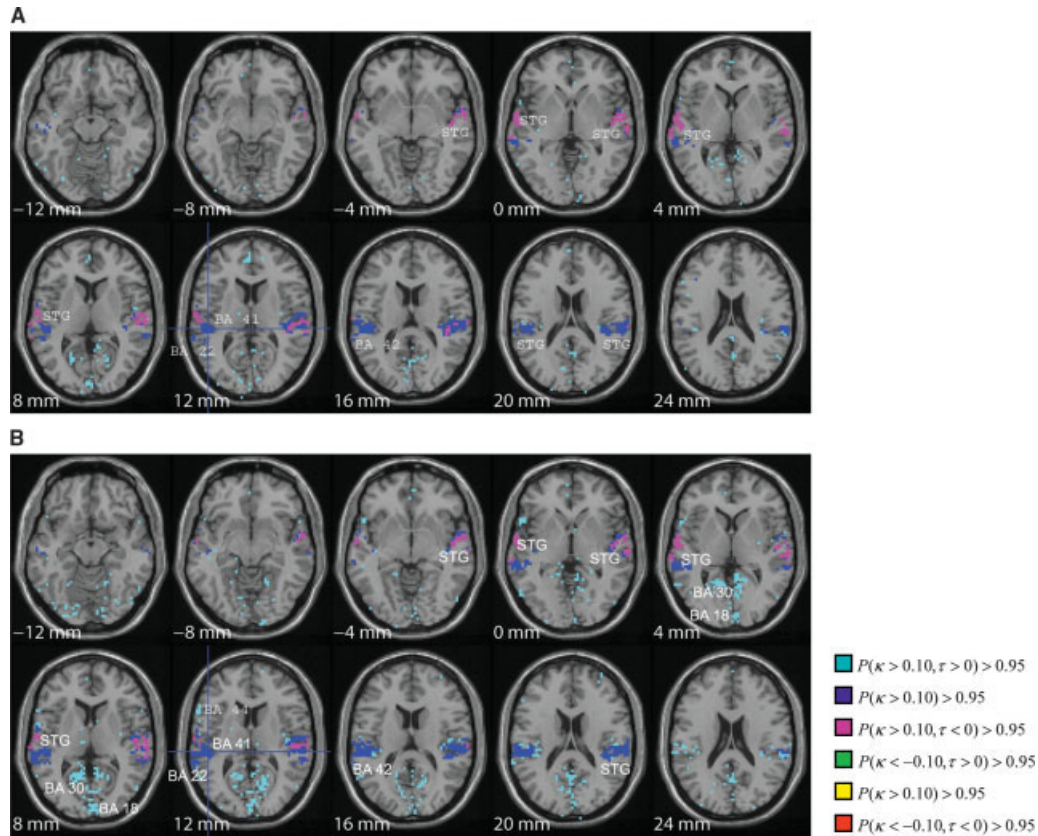 A
STG
STG
STG
STG
−12 mm
−8 mm
−4 mm
0 mm
4 mm
STG
BA 41
BA 22
BA 42
STG
STG
8 mm
12 mm
16 mm
20 mm
24 mm
B
STG
STG
STG
STG
BA 30
BA 18
−12 mm
−8 mm
−4 mm
0 mm
4 mm
BA 44
STG
BA 41
BA 22
BA 42
STG
BA 30
BA 18
8 mm
12 mm
16 mm
20 mm
24 mm
P(κ > 0.10, τ > 0) > 0.95
P(κ > 0.10) > 0.95
P(κ > 0.10, τ < 0) > 0.95
P(κ < −0.10, τ > 0) > 0.95
P(κ > 0.10) > 0.95
P(κ < −0.10, τ < 0) > 0.95